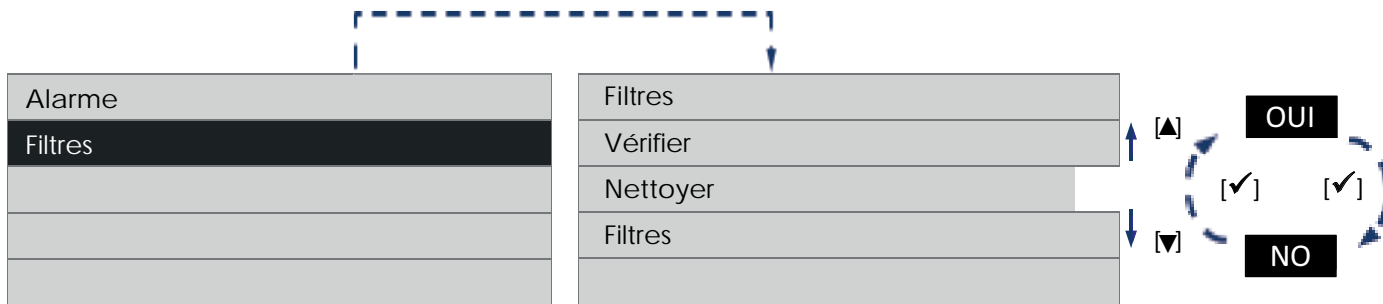 Alarme
Filtres
Filtres
Vérifier
Nettoyer
Filtres
[▲]
[▼]
OUI
[✓] [✓]
NO